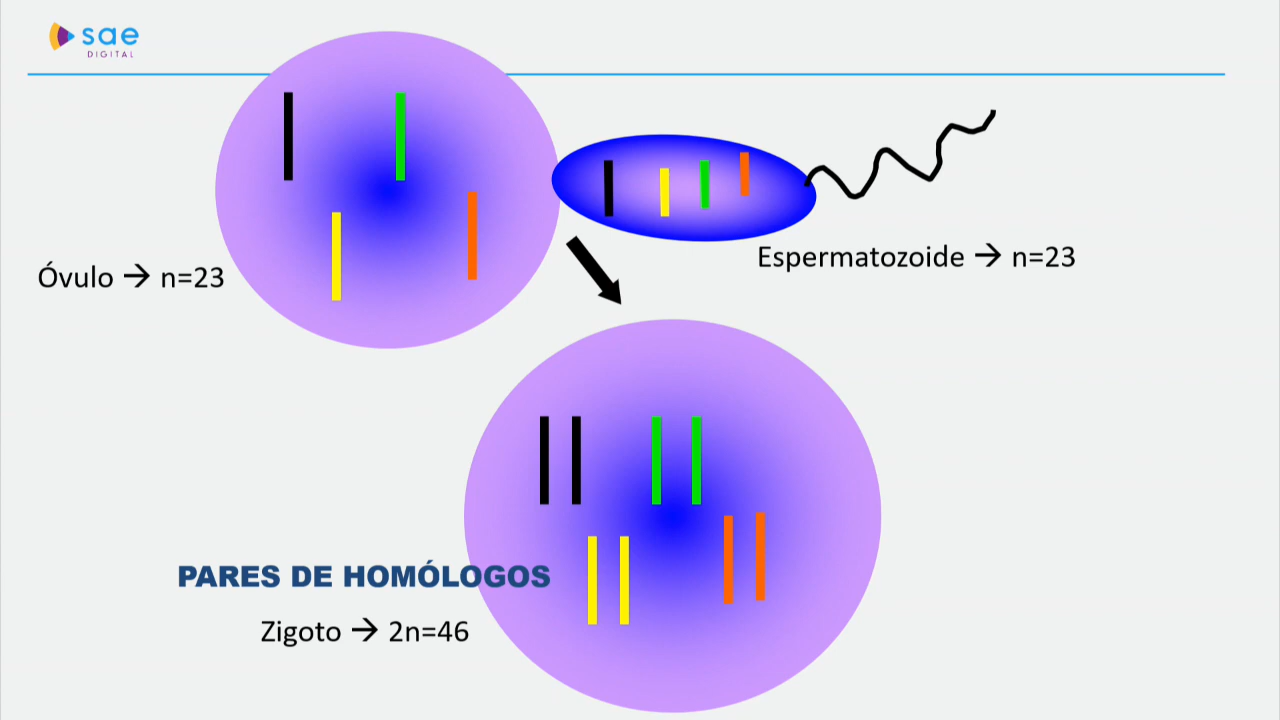 sae
DIGITAL
Óvulo → n=23
Espermatozoide → n=23
PARES DE HOMÓLOGOS
Zigoto → 2n=46